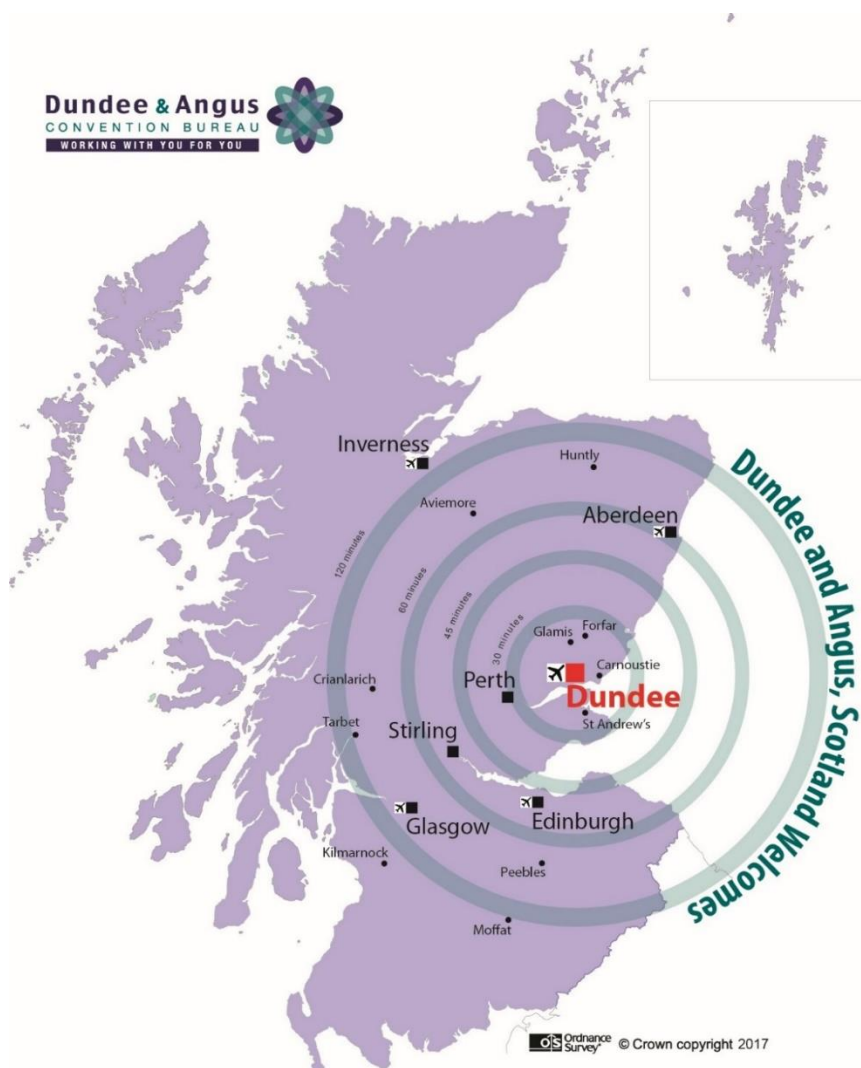 Dundee & Angus
CONVENTION BUREAU
WORKING WITH YOU FOR YOU
Inverness
Huntly
Aviemore
Aberdeen
120 minutes
60 minutes
45 minutes
30 minutes
Glamis
Forfar
Carnoustie
Crianlarich
Perth
Dundee
Tarbet
Stirling
St Andrew's
Glasgow
Edinburgh
Kilmarnock
Peebles
Moffat
Dundee and Angus, Scotland Welcomes
OS Ordnance
Survey® © Crown copyright 2017